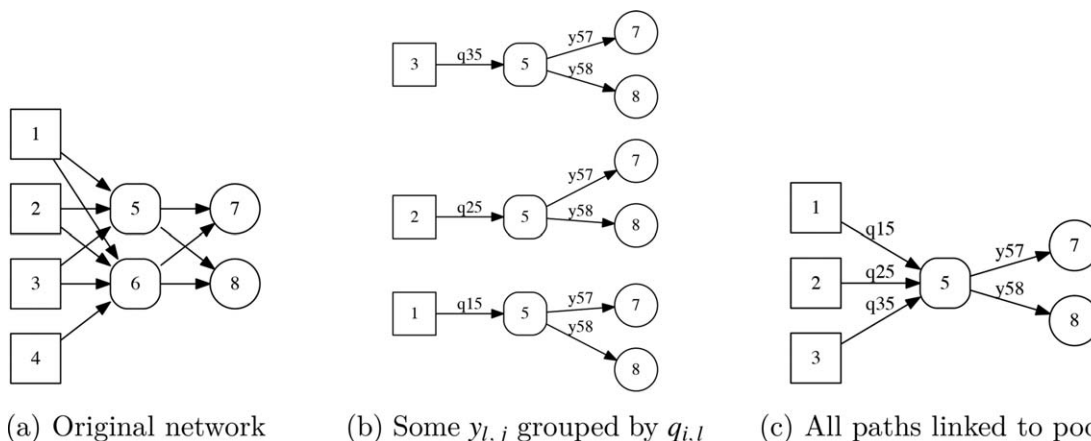 1
2
3
4
5
6
7
8
3 q35 5 y57 7
y58 8
2 q25 5 y57 7
y58 8
1 q15 5 y57 7
y58 8
1
2
3
q15
q25
q35
5
y57
y58
7
8
(a) Original network
(b) Some y_{l,j} grouped by q_{i,l}
(c) All paths linked to poo